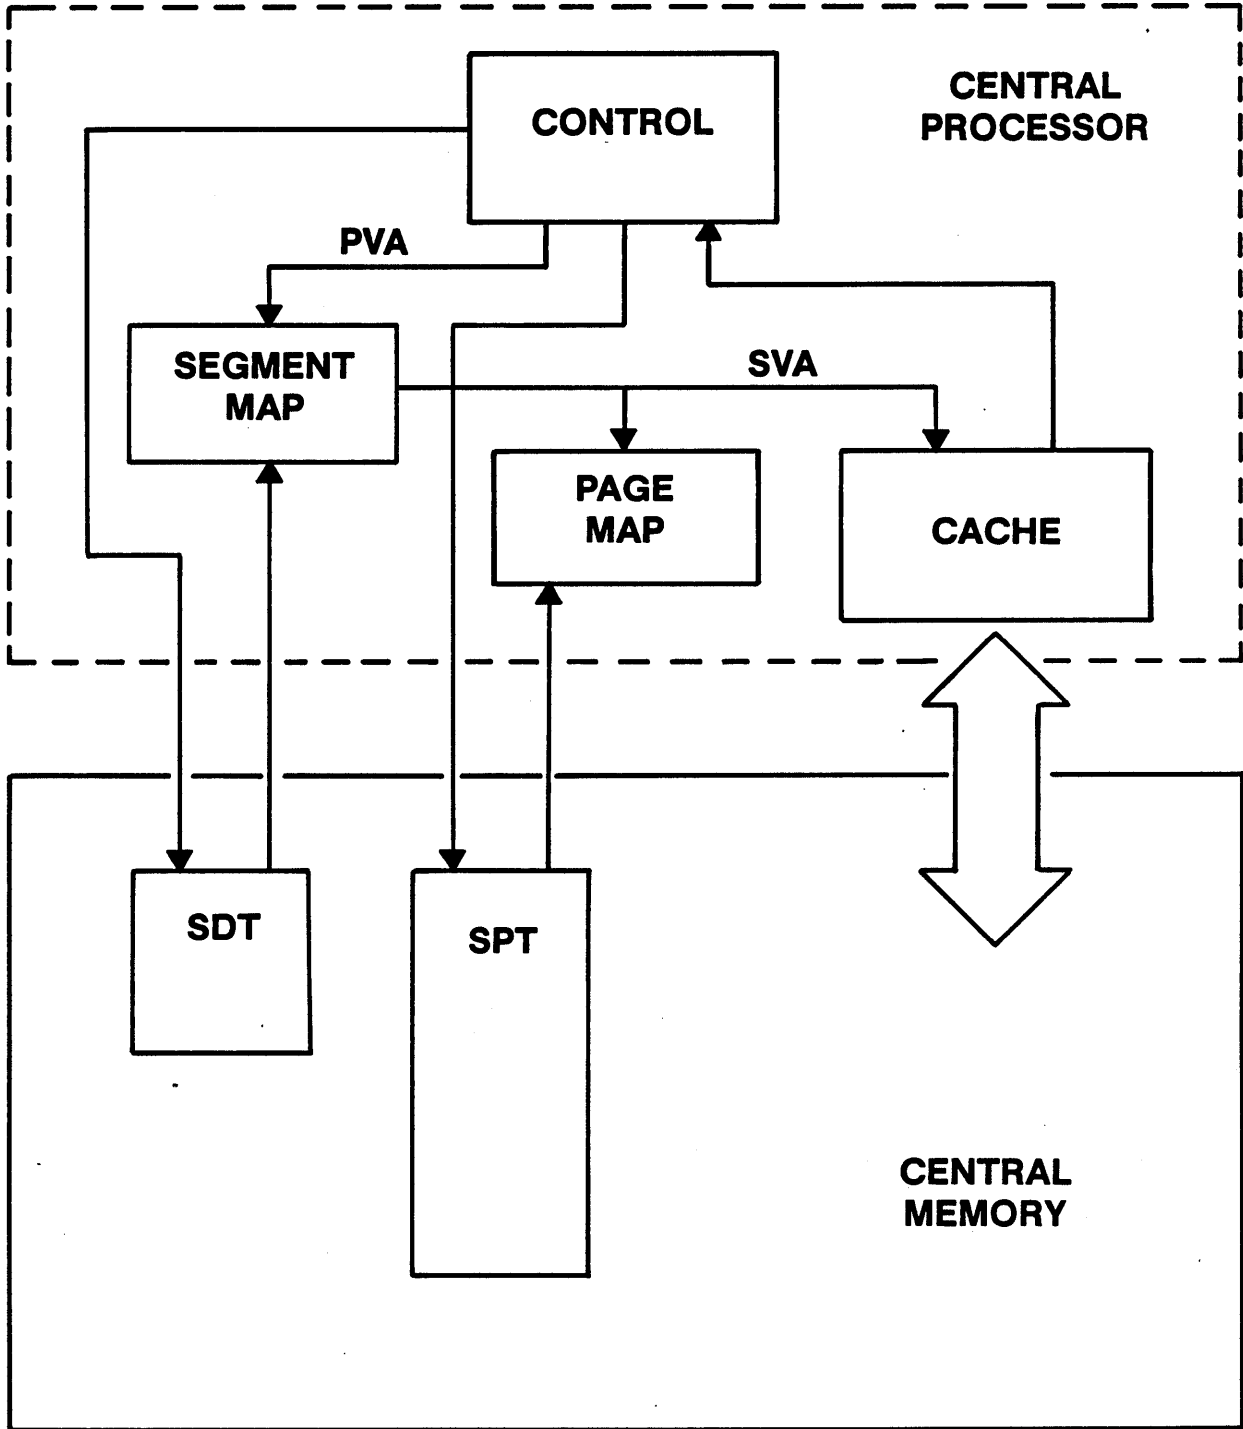 CENTRAL
PROCESSOR
CONTROL
PVA
SEGMENT
MAP
SVA
PAGE
MAP
CACHE
SDT
SPT
CENTRAL
MEMORY